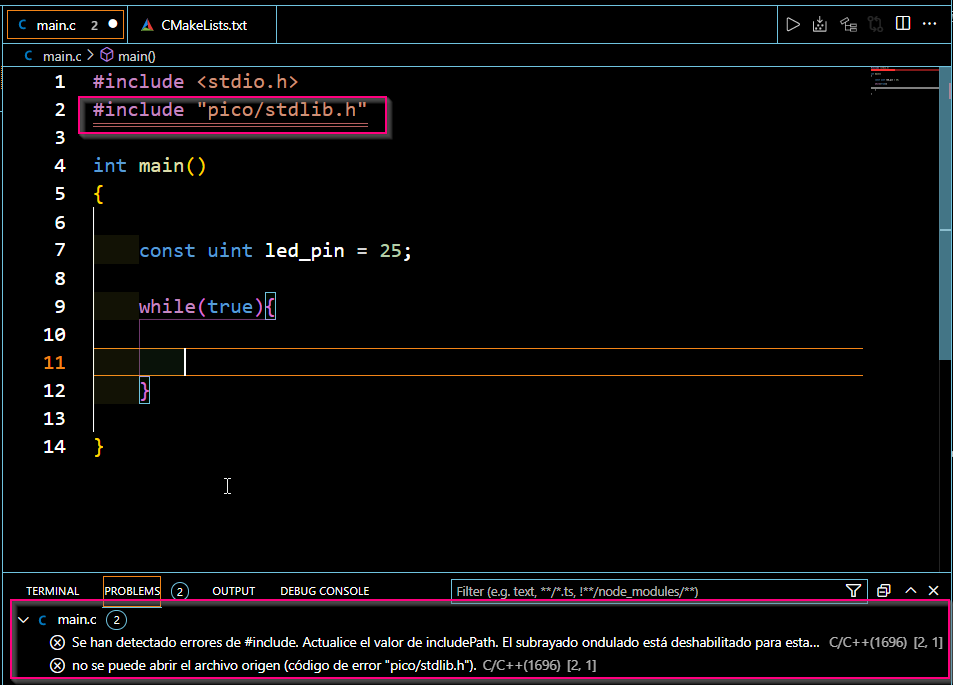 C main.c 2 CMakeLists.txt
C main.c > main()
1 #include <stdio.h>
2 #include "pico/stdlib.h"
3
4 int main()
5 {
6
7 const uint led_pin = 25;
8
9 while(true){
10
11
12 }
13
14 }
TERMINAL PROBLEMS 2 OUTPUT DEBUG CONSOLE Filter (e.g. text, **/*.ts, !**/node_modules/**)
C main.c 2
Se han detectado errores de #include. Actualice el valor de includePath. El subrayado ondulado está deshabilitado para esta... C/C++(1696) [2, 1]
no se puede abrir el archivo origen (código de error "pico/stdlib.h"). C/C++(1696) [2, 1]